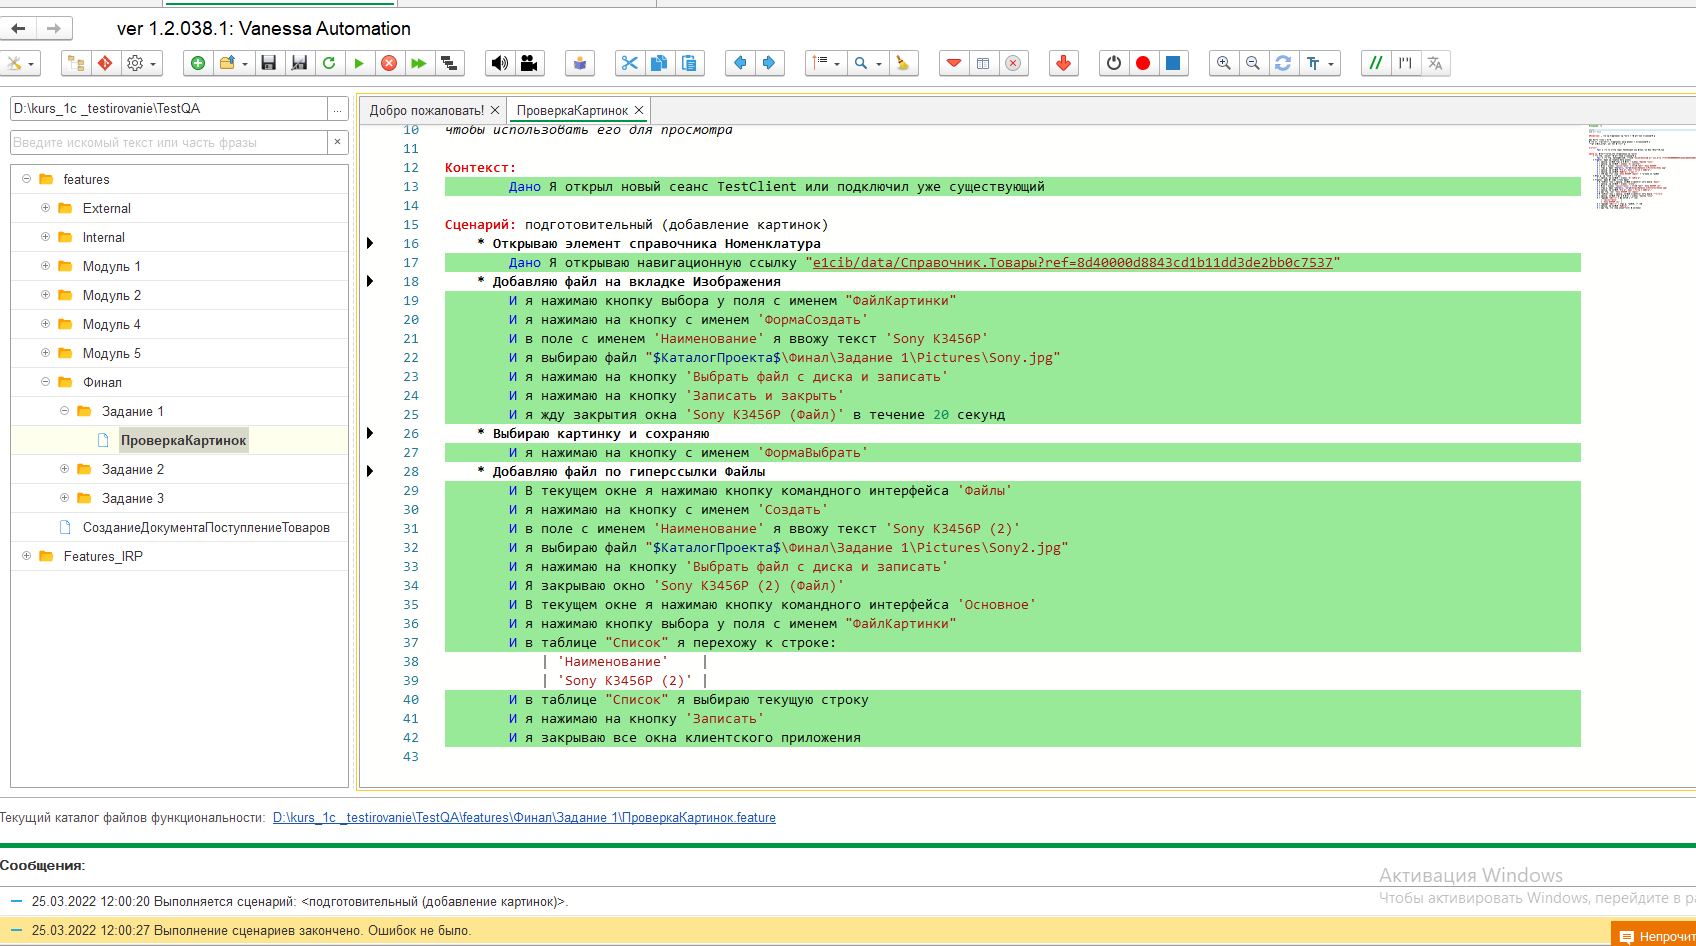 ver 1.2.038.1: Vanessa Automation
D:\kurs_1c _testirovanie\TestQA
...
Введите искомый текст или часть фразы
×
features
External
Internal
Модуль 1
Модуль 2
Модуль 4
Модуль 5
Финал
Задание 1
ПроверкаКартинок
Задание 2
Задание 3
СозданиеДокументаПоступлениеТоваров
Features_IRP
Добро пожаловать! ×
ПроверкаКартинок ×
10 чтобы использовать его для просмотра
11
12 Контекст:
13 Дано Я открыл новый сеанс TestClient или подключил уже существующий
14
15 Сценарий: подготовительный (добавление картинок)
16 * Открываю элемент справочника Номенклатура
17 Дано Я открываю навигационную ссылку "e1cib/data/Справочник.Товары?ref=8d40000d8843cd1b11dd3de2bb0c7537"
18 * Добавляю файл на вкладке Изображения
19 И я нажимаю кнопку выбора у поля с именем "ФайлКартинки"
20 И я нажимаю на кнопку с именем 'ФормаСоздать'
21 И в поле с именем 'Наименование' я ввожу текст 'Sony К3456P'
22 И я выбираю файл "$КаталогПроекта$\Финал\Задание 1\Pictures\Sony.jpg"
23 И я нажимаю на кнопку 'Выбрать файл с диска и записать'
24 И я нажимаю на кнопку 'Записать и закрыть'
25 И я жду закрытия окна 'Sony К3456P (Файл)' в течение 20 секунд
26 * Выбираю картинку и сохраняю
27 И я нажимаю на кнопку с именем 'ФормаВыбрать'
28 * Добавляю файл по гиперссылки Файлы
29 И В текущем окне я нажимаю кнопку командного интерфейса 'Файлы'
30 И я нажимаю на кнопку с именем 'Создать'
31 И в поле с именем 'Наименование' я ввожу текст 'Sony К3456P (2)'
32 И я выбираю файл "$КаталогПроекта$\Финал\Задание 1\Pictures\Sony2.jpg"
33 И я нажимаю на кнопку 'Выбрать файл с диска и записать'
34 И Я закрываю окно 'Sony К3456P (2) (Файл)'
35 И В текущем окне я нажимаю кнопку командного интерфейса 'Основное'
36 И я нажимаю кнопку выбора у поля с именем "ФайлКартинки"
37 И в таблице "Список" я перехожу к строке:
38 | 'Наименование' |
39 | 'Sony К3456P (2)' |
40 И в таблице "Список" я выбираю текущую строку
41 И я нажимаю на кнопку 'Записать'
42 И я закрываю все окна клиентского приложения
43
Текущий каталог файлов функциональности: D:\kurs_1c _testirovanie\TestQA\features\Финал\Задание 1\ПроверкаКартинок.feature
Сообщения:
25.03.2022 12:00:20 Выполняется сценарий: <подготовительный (добавление картинок)>.
25.03.2022 12:00:27 Выполнение сценариев закончено. Ошибок не было.
Активация Windows
Чтобы активировать Windows, перейдите в ра
Непрочит